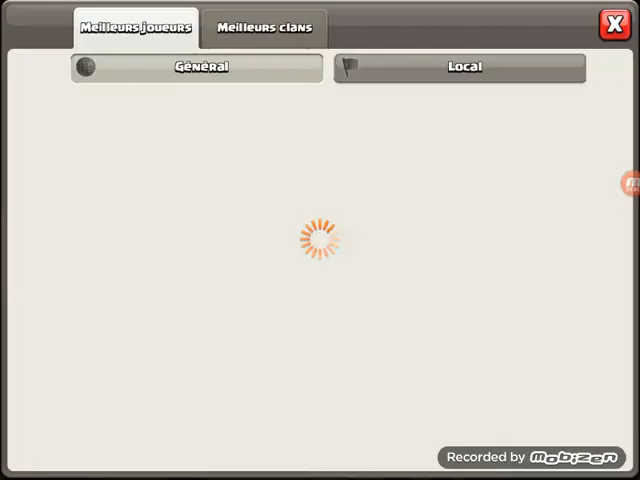 Meilleurs joueurs
Meilleurs clans
X
Général
Local
Recorded by Mobizen